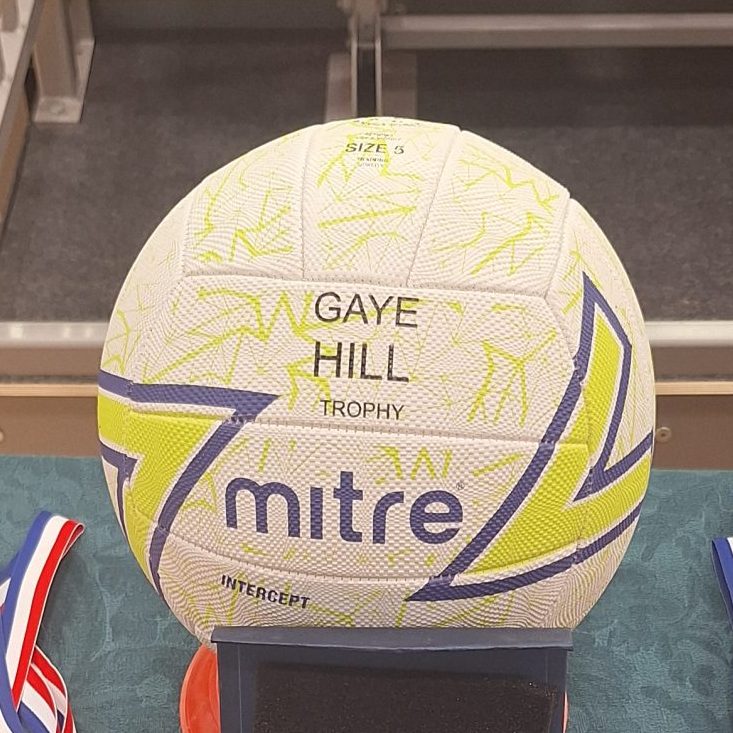 SIZE 5
GAYE
HILL
TROPHY
mitre®
INTERCEPT